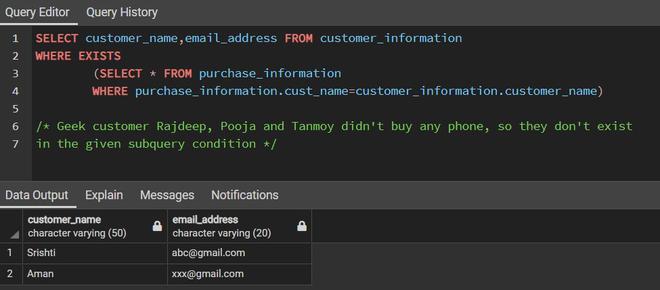 Query Editor Query History
1 SELECT customer_name,email_address FROM customer_information
2 WHERE EXISTS
3 (SELECT * FROM purchase_information
4 WHERE purchase_information.cust_name=customer_information.customer_name)
5
6 /* Geek customer Rajdeep, Pooja and Tanmoy didn't buy any phone, so they don't exist
7 in the given subquery condition */
Data Output Explain Messages Notifications
customer_name email_address
character varying (50) character varying (20)
1 Srishti abc@gmail.com
2 Aman xxx@gmail.com